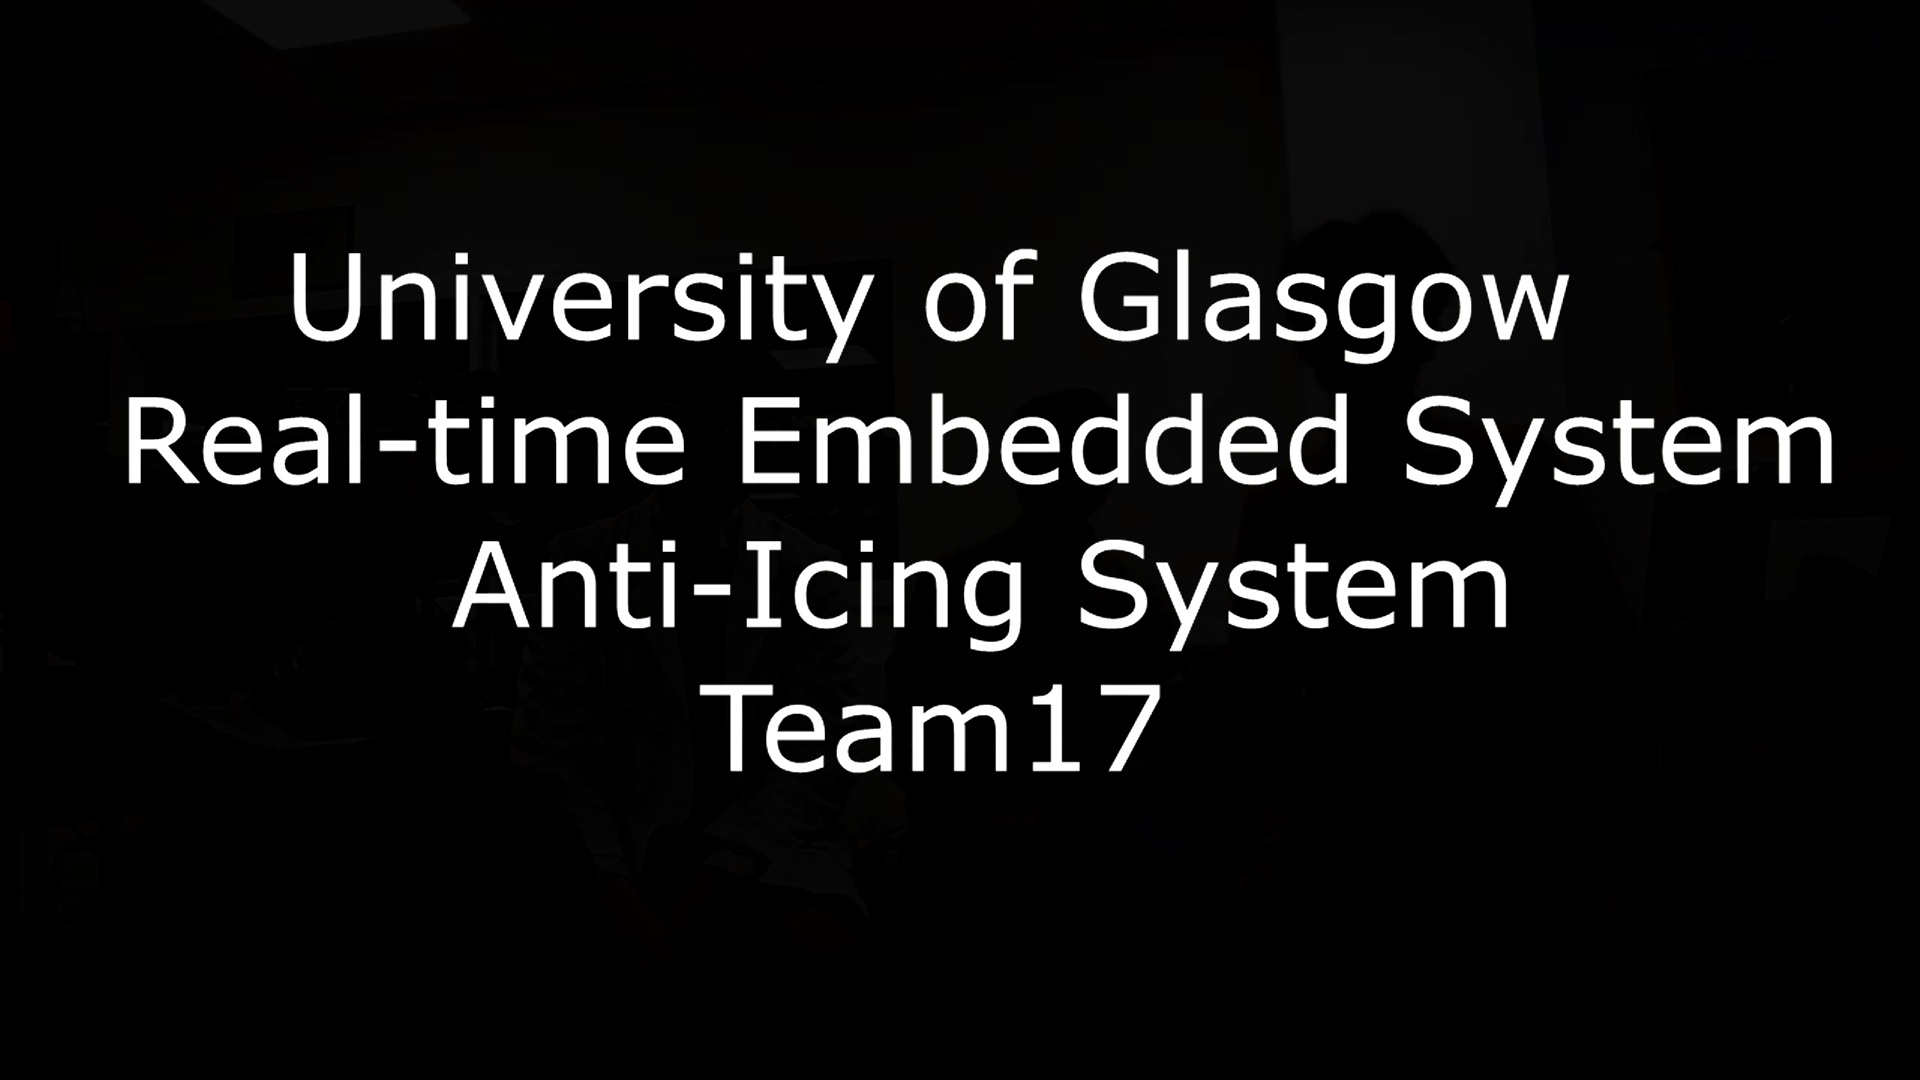 University of Glasgow
Real-time Embedded System
Anti-Icing System
Team17